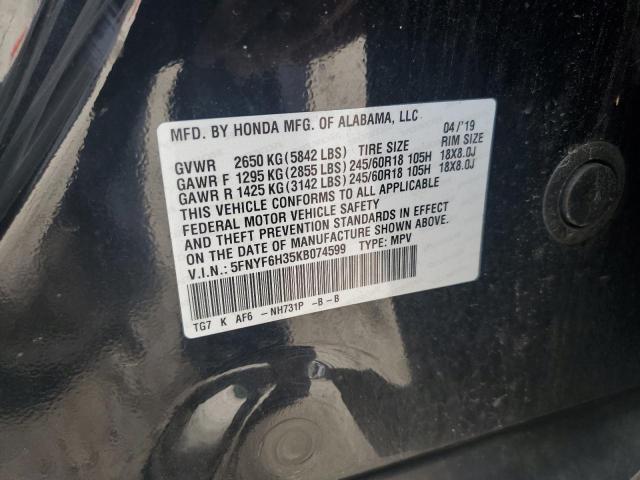 MFD. BY HONDA MFG. OF ALABAMA, LLC. 04/'19
GVWR 2650 KG(5842 LBS) TIRE SIZE RIM SIZE
GAWR F 1295 KG(2855 LBS)245/60R18 105H 18X8.0J
GAWR R 1425 KG(3142 LBS)245/60R18 105H 18X8.0J
THIS VEHICLE CONFORMS TO ALL APPLICABLE
FEDERAL MOTOR VEHICLE SAFETY
AND THEFT PREVENTION STANDARDS IN EFFECT
ON THE DATE OF MANUFACTURE SHOWN ABOVE.
V.I.N.: 5FNYF6H35KB074599 TYPE: MPV
TG7 K AF6 -NH731P -B -B